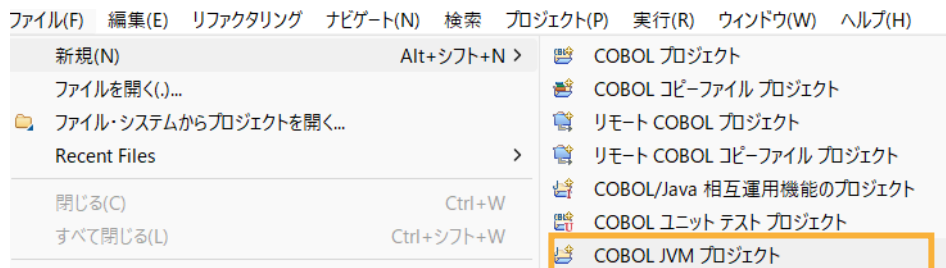 ファイル(F) 編集(E) リファクタリング ナビゲート(N) 検索 プロジェクト(P) 実行(R) ウィンドウ(W) ヘルプ(H)
新規(N) Alt+シフト+N >
ファイルを開く(.)...
ファイル・システムからプロジェクトを開く...
Recent Files >
閉じる(C) Ctrl+W
すべて閉じる(L) Ctrl+シフト+W
COBOL プロジェクト
COBOL コピーファイル プロジェクト
リモート COBOL プロジェクト
リモート COBOL コピーファイル プロジェクト
COBOL/Java 相互運用機能のプロジェクト
COBOL ユニット テスト プロジェクト
COBOL JVM プロジェクト